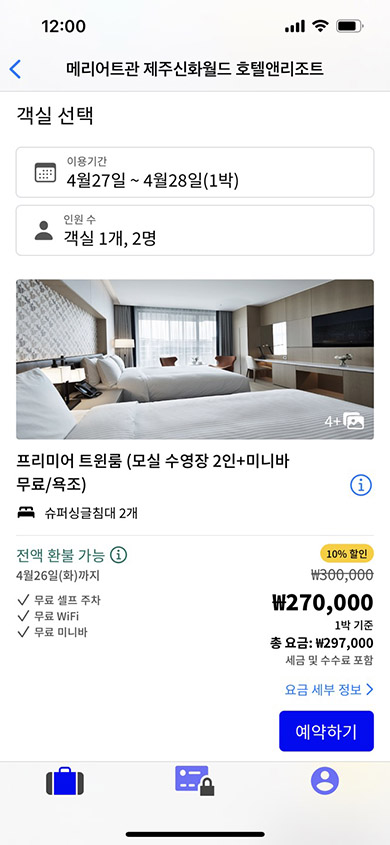 12:00
메리어트관 제주신화월드 호텔앤리조트
객실 선택
이용기간
4월27일 ~ 4월28일(1박)
인원 수
객실 1개, 2명
4+
프리미어 트윈룸 (모실 수영장 2인+미니바
무료/욕조)
슈퍼싱글침대 2개
전액 환불 가능
10% 할인
4월26일(화)까지
₩300,000
무료 셀프 주차
₩270,000
무료 WiFi
1박 기준
무료 미니바
총 요금: ₩297,000
세금 및 수수료 포함
요금 세부 정보
예약하기